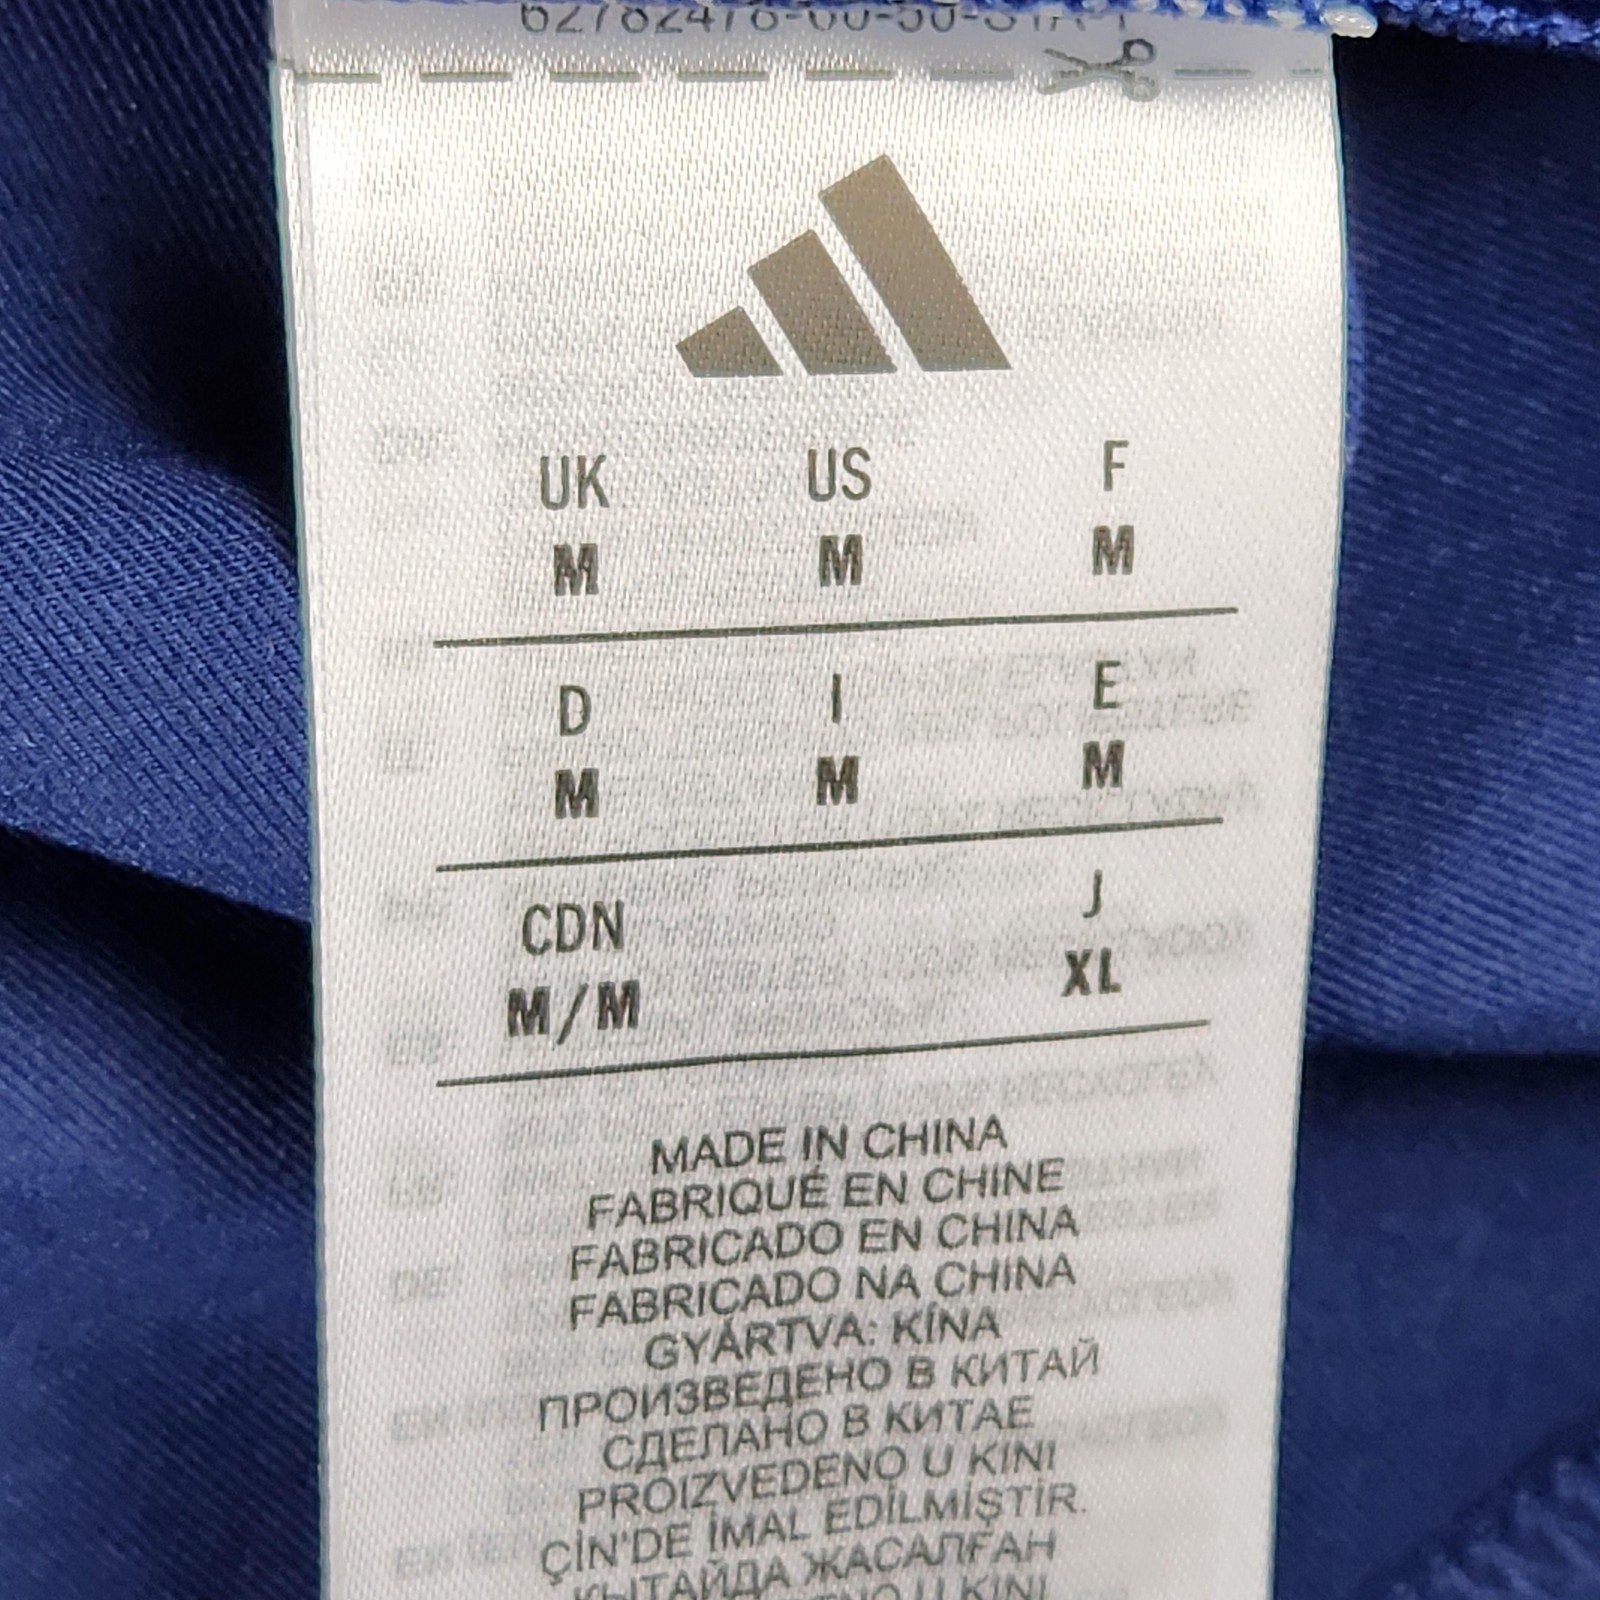 UK US F
M M M
D I E
M M M
CDN J
M/M XL
MADE IN CHINA
FABRIQUÉ EN CHINE
FABRICADO EN CHINA
FABRICADO NA CHINA
GYÁRTVA: KÍNA
ПРОИЗВЕДЕНО В КИТАЙ
СДЕЛАНО В КИТАЕ
PROIZVEDENO U KINI
ÇİN'DE İMAL EDİLMİŞTİR.
ҚЫТАЙДА ЖАСАЛҒАН
U KINI